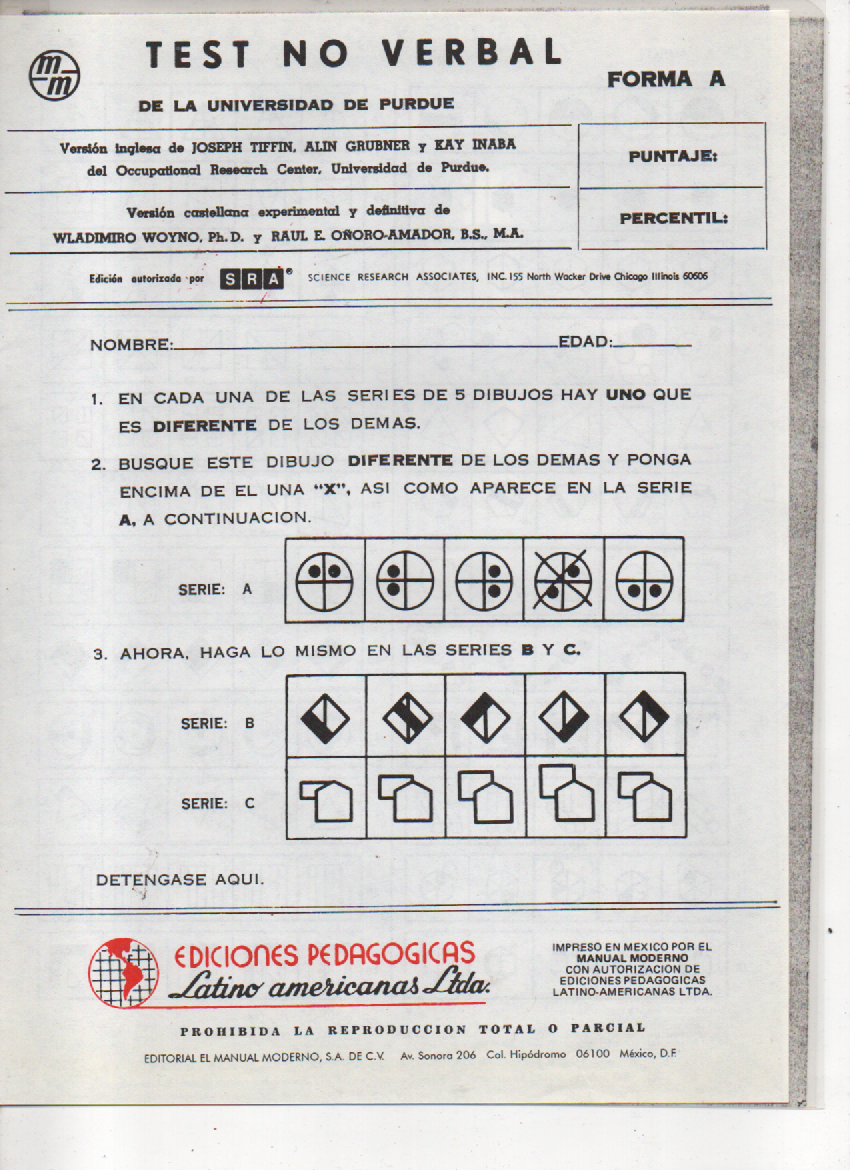 m
m
TEST NO VERBAL
FORMA A
DE LA UNIVERSIDAD DE PURDUE
Versión inglesa de JOSEPH TIFFIN, ALIN GRUBNER y KAY INABA
del Occupational Research Center, Universidad de Purdue.
PUNTAJE:
Versión castellana experimental y definitiva de
WLADIMIRO WOYNO, Ph. D. y RAUL E. OÑORO-AMADOR, B.S., M.A.
PERCENTIL:
Edición autorizada por SRA® SCIENCE RESEARCH ASSOCIATES, INC. 155 North Wacker Drive Chicago Illinois 60606
NOMBRE: EDAD:
1. EN CADA UNA DE LAS SERIES DE 5 DIBUJOS HAY UNO QUE
ES DIFERENTE DE LOS DEMAS.
2. BUSQUE ESTE DIBUJO DIFERENTE DE LOS DEMAS Y PONGA
ENCIMA DE EL UNA “X”, ASI COMO APARECE EN LA SERIE
A, A CONTINUACION.
SERIE: A
3. AHORA, HAGA LO MISMO EN LAS SERIES B Y C.
SERIE: B
SERIE: C
DETENGASE AQUI.
EDICIONES PEDAGOGICAS
Latino americanas Ltda.
IMPRESO EN MEXICO POR EL
MANUAL MODERNO
CON AUTORIZACION DE
EDICIONES PEDAGOGICAS
LATINO-AMERICANAS LTDA.
PROHIBIDA LA REPRODUCCION TOTAL O PARCIAL
EDITORIAL EL MANUAL MODERNO, S.A. DE C.V. Av. Sonora 206 Col. Hipódromo 06100 México, D.F.